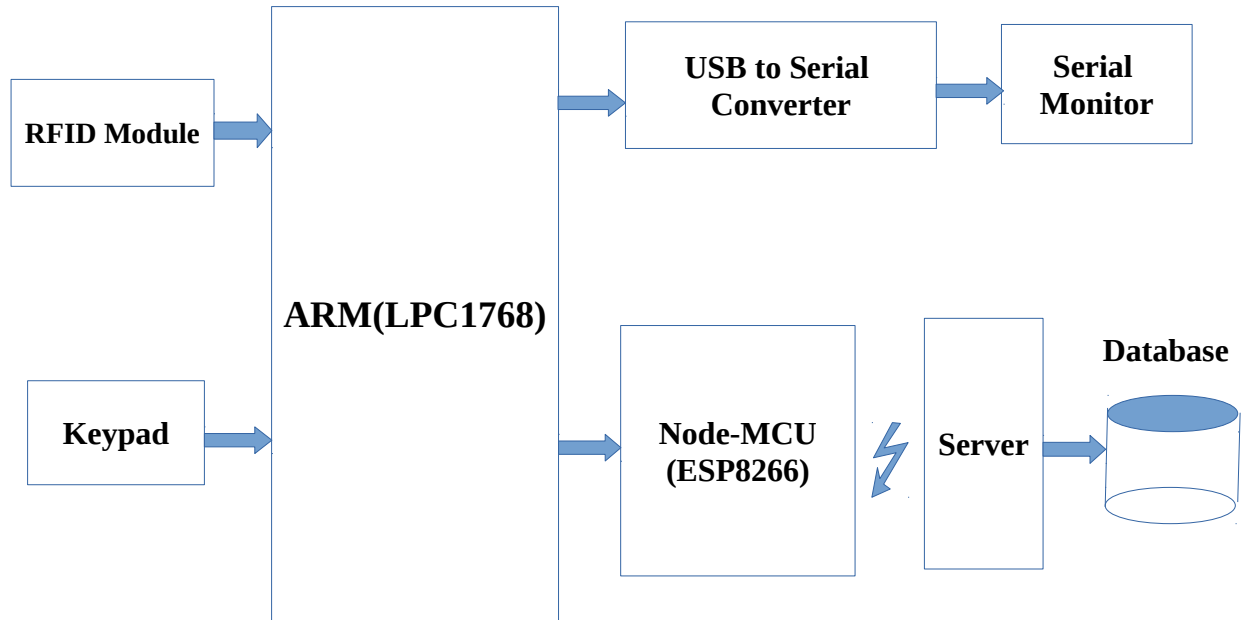 RFID Module
Keypad
ARM(LPC1768)
USB to Serial
Converter
Serial
Monitor
Node-MCU
(ESP8266)
Server
Database